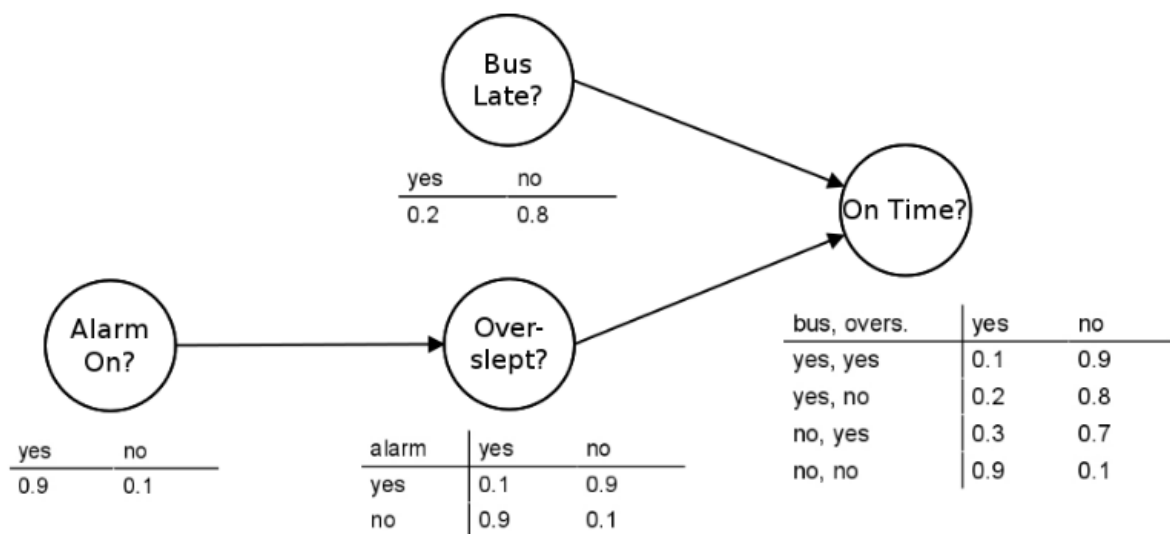 Bus
Late?
yes no
0.2 0.8
On Time?
Alarm
On?
yes no
0.9 0.1
Over-
slept?
alarm yes no
yes 0.1 0.9
no 0.9 0.1
bus, overs. yes no
yes, yes 0.1 0.9
yes, no 0.2 0.8
no, yes 0.3 0.7
no, no 0.9 0.1